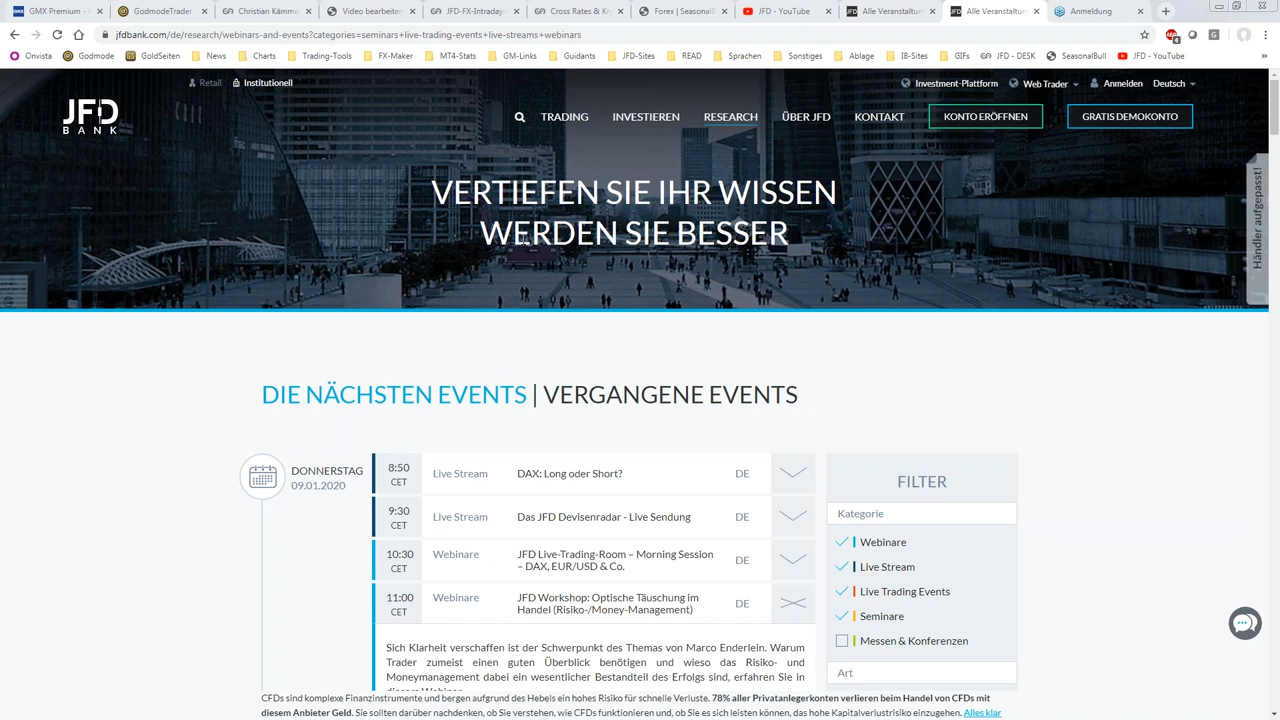 GMX Premium - E
GodmodeTrader
Christian Kämme
Video bearbeiten
JFD-FX-Intraday-
Cross Rates & Kr
Forex | Seasonal
JFD - YouTube
Alle Veranstaltun
Alle Veranstaltun
Anmeldung
jfdbank.com/de/research/webinars-and-events?categories=seminars+live-trading-events+live-streams+webinars
Onvista
Godmode
GoldSeiten
News
Charts
Trading-Tools
FX-Maker
MT4-Stats
GM-Links
Guidants
JFD-Sites
READ
Sprachen
Sonstiges
Ablage
IB-Sites
GIFs
JFD - DESK
SeasonalBull
JFD - YouTube
»
Retail
Institutionell
Investment-Plattform
Web Trader
Anmelden
Deutsch
JFD
BANK
TRADING
INVESTIEREN
RESEARCH
ÜBER JFD
KONTAKT
KONTO ERÖFFNEN
GRATIS DEMOKONTO
VERTIEFEN SIE IHR WISSEN
WERDEN SIE BESSER
Händler aufgepasst!
DIE NÄCHSTEN EVENTS | VERGANGENE EVENTS
DONNERSTAG
09.01.2020
8:50
CET
Live Stream
DAX: Long oder Short?
DE
9:30
CET
Live Stream
Das JFD Devisenradar - Live Sendung
DE
10:30
CET
Webinare
JFD Live-Trading-Room – Morning Session
– DAX, EUR/USD & Co.
DE
11:00
CET
Webinare
JFD Workshop: Optische Täuschung im
Handel (Risiko-/Money-Management)
DE
Sich Klarheit verschaffen ist der Schwerpunkt des Themas von Marco Enderlein. Warum
Trader zumeist einen guten Überblick benötigen und wieso das Risiko- und
Moneymanagement dabei ein wesentlicher Bestandteil des Erfolgs sind, erfahren Sie in
diesem Webinar.
FILTER
Kategorie
Webinare
Live Stream
Live Trading Events
Seminare
Messen & Konferenzen
Art
CFDs sind komplexe Finanzinstrumente und bergen aufgrund des Hebels ein hohes Risiko für schnelle Verluste. 78% aller Privatanlegerkonten verlieren beim Handel von CFDs mit
diesem Anbieter Geld. Sie sollten darüber nachdenken, ob Sie verstehen, wie CFDs funktionieren und, ob Sie es sich leisten können, das hohe Kapitalverlustrisiko einzugehen. Alles klar